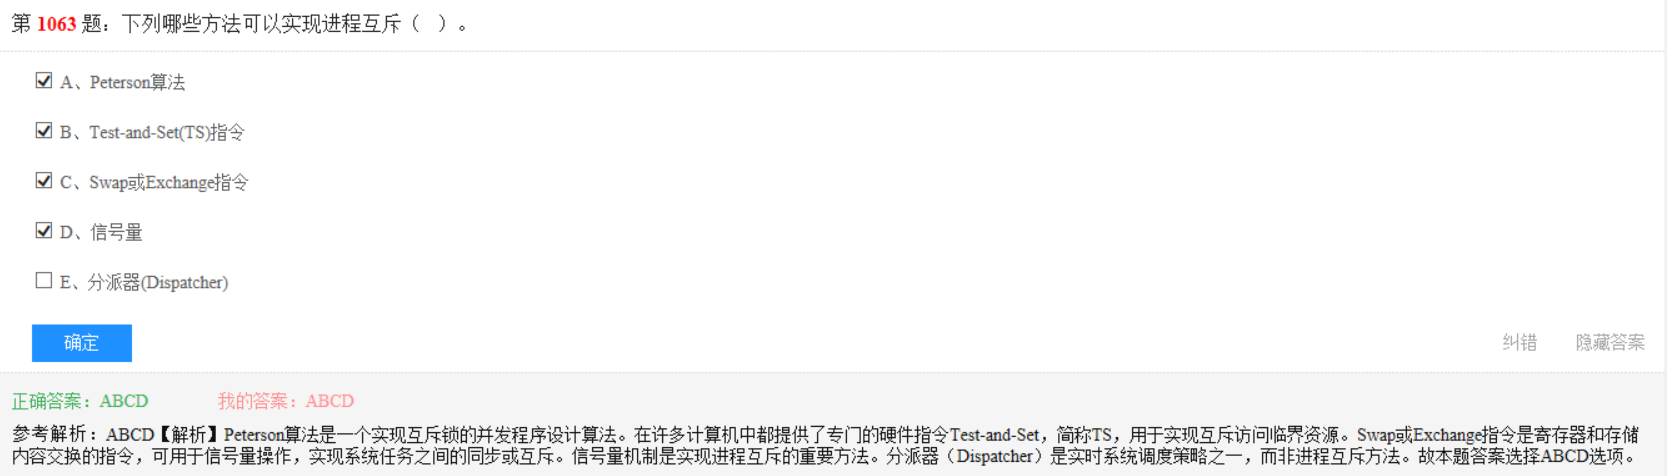 第 1063 题：下列哪些方法可以实现进程互斥（ ）。
A、Peterson算法
B、Test-and-Set(TS)指令
C、Swap或Exchange指令
D、信号量
E、分派器(Dispatcher)
确定
纠错 隐藏答案
正确答案：ABCD 我的答案：ABCD
参考解析：ABCD【解析】Peterson算法是一个实现互斥锁的并发程序设计算法。在许多计算机中都提供了专门的硬件指令Test-and-Set，简称TS，用于实现互斥访问临界资源。Swap或Exchange指令是寄存器和存储
内容交换的指令，可用于信号量操作，实现系统任务之间的同步或互斥。信号量机制是实现进程互斥的重要方法。分派器（Dispatcher）是实时系统调度策略之一，而非进程互斥方法。故本题答案选择ABCD选项。